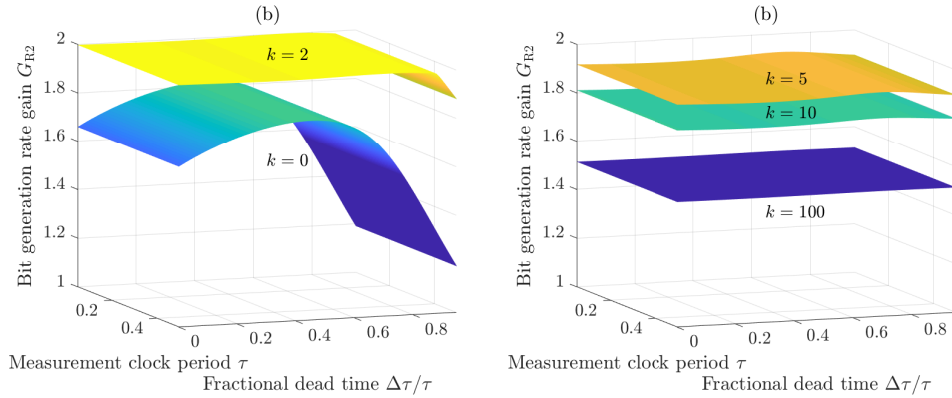 (b)
Bit generation rate gain G_R2
2
1.8
1.6
1.4
1.2
1
k = 2
k = 0
0.2
0.4
0
0.2
0.4
0.6
0.8
Measurement clock period τ
Fractional dead time Δτ/τ
(b)
Bit generation rate gain G_R2
2
1.8
1.6
1.4
1.2
1
k = 5
k = 10
k = 100
0.2
0.4
0
0.2
0.4
0.6
0.8
Measurement clock period τ
Fractional dead time Δτ/τ